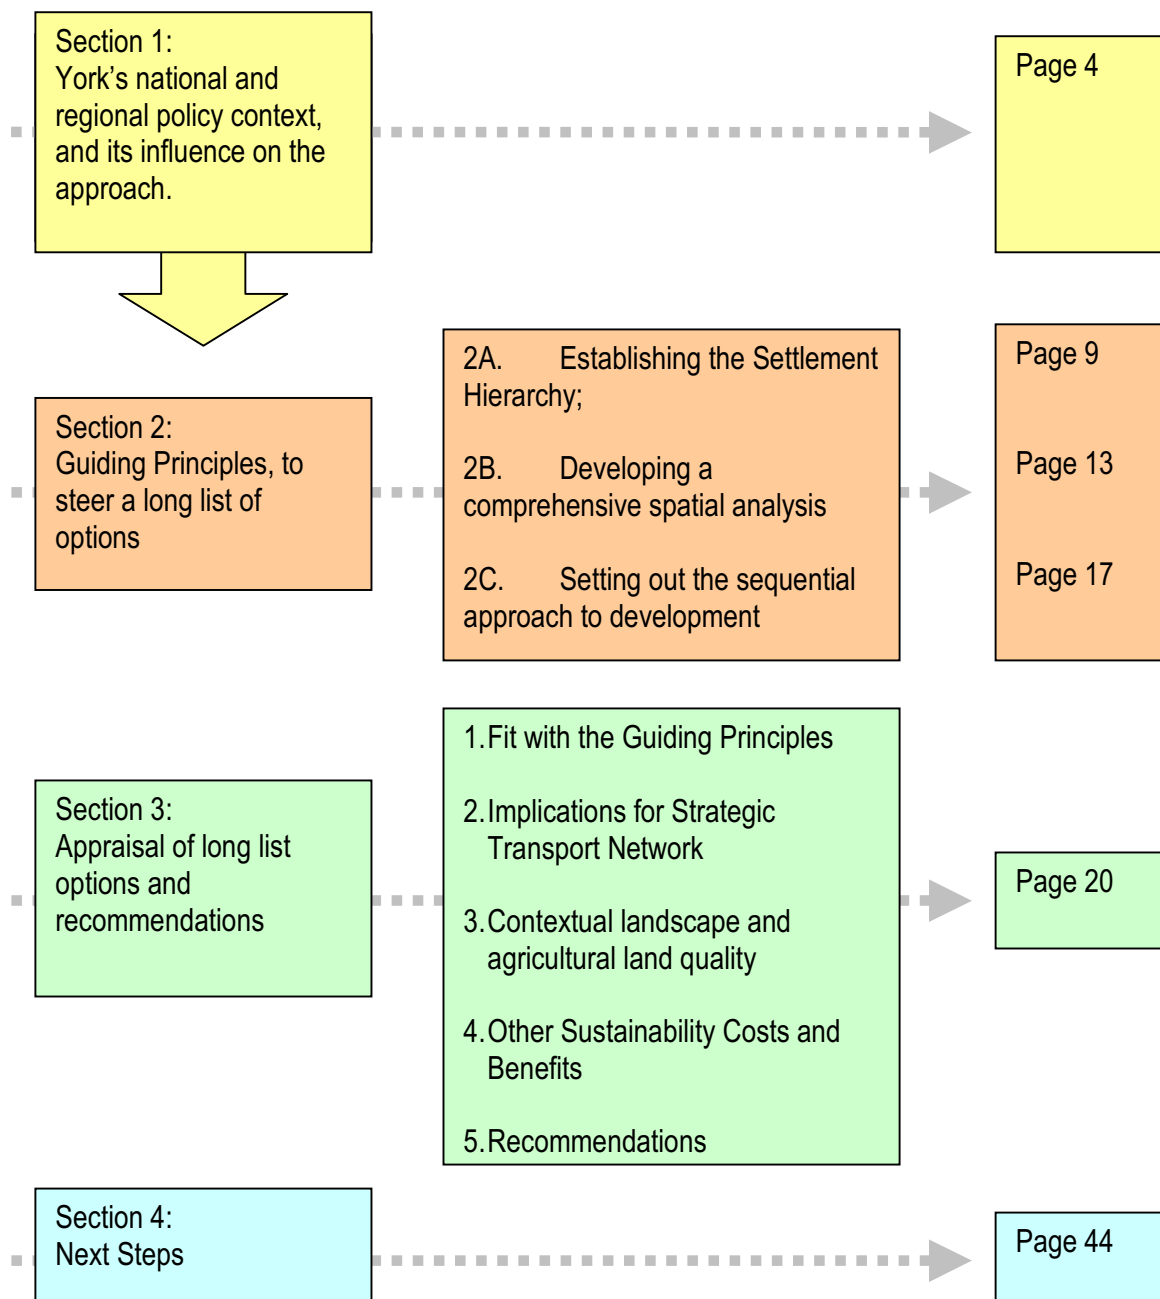 Section 1:
York’s national and
regional policy context,
and its influence on the
approach.
Page 4
Section 2:
Guiding Principles, to
steer a long list of
options
2A. Establishing the Settlement
Hierarchy;
2B. Developing a
comprehensive spatial analysis
2C. Setting out the sequential
approach to development
Page 9
Page 13
Page 17
Section 3:
Appraisal of long list
options and
recommendations
1.Fit with the Guiding Principles
2.Implications for Strategic
Transport Network
3.Contextual landscape and
agricultural land quality
4.Other Sustainability Costs and
Benefits
5.Recommendations
Page 20
Section 4:
Next Steps
Page 44